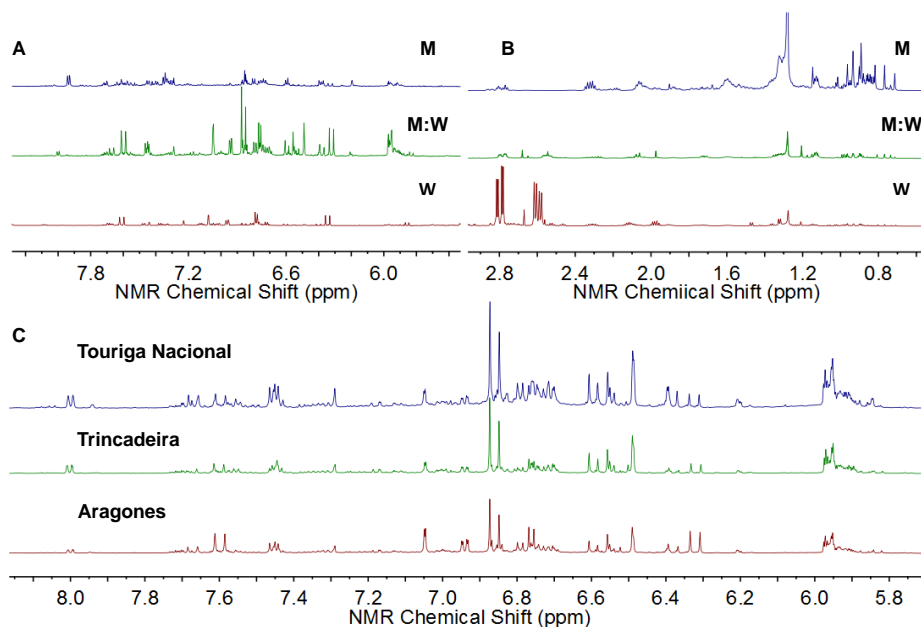 A M B M
M:W M:W
W W
7.8 7.2 6.6 6.0 2.8 2.4 2.0 1.6 1.2 0.8
NMR Chemical Shift (ppm) NMR Chemiical Shift (ppm)
C
Touriga Nacional
Trincadeira
Aragones
8.0 7.8 7.6 7.4 7.2 7.0 6.8 6.6 6.4 6.2 6.0 5.8
NMR Chemical Shift (ppm)